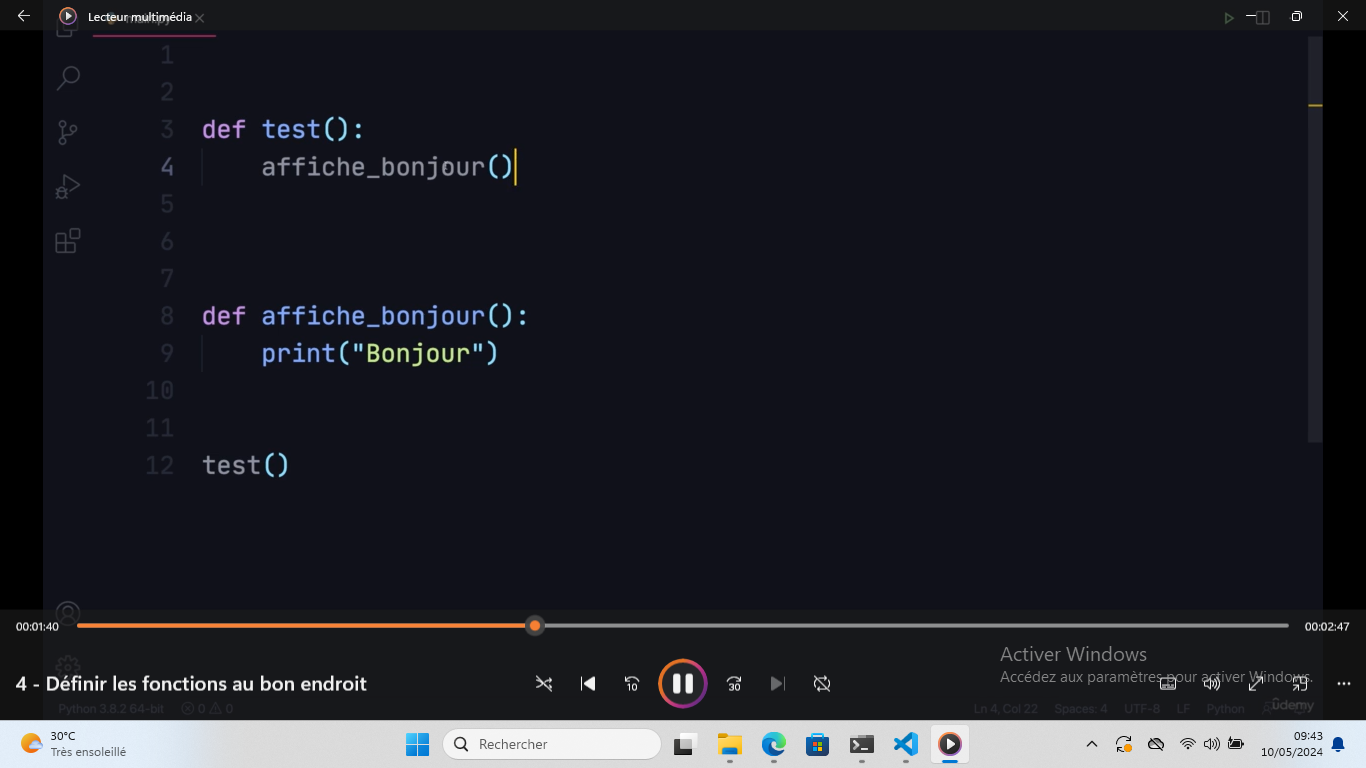 Lecteur multimédia
1
2
3 def test():
4     affiche_bonjour()
5
6
7
8 def affiche_bonjour():
9     print("Bonjour")
10
11
12 test()
00:01:40
00:02:47
Activer Windows
Accédez aux paramètres pour activer Windows.
4 - Définir les fonctions au bon endroit
10
30
Python 3.8.2 64-bit 0 0
Ln 4, Col 22 Spaces: 4 UTF-8 LF Python
ûdemy
30°C
Très ensoleillé
Rechercher
09:43
10/05/2024